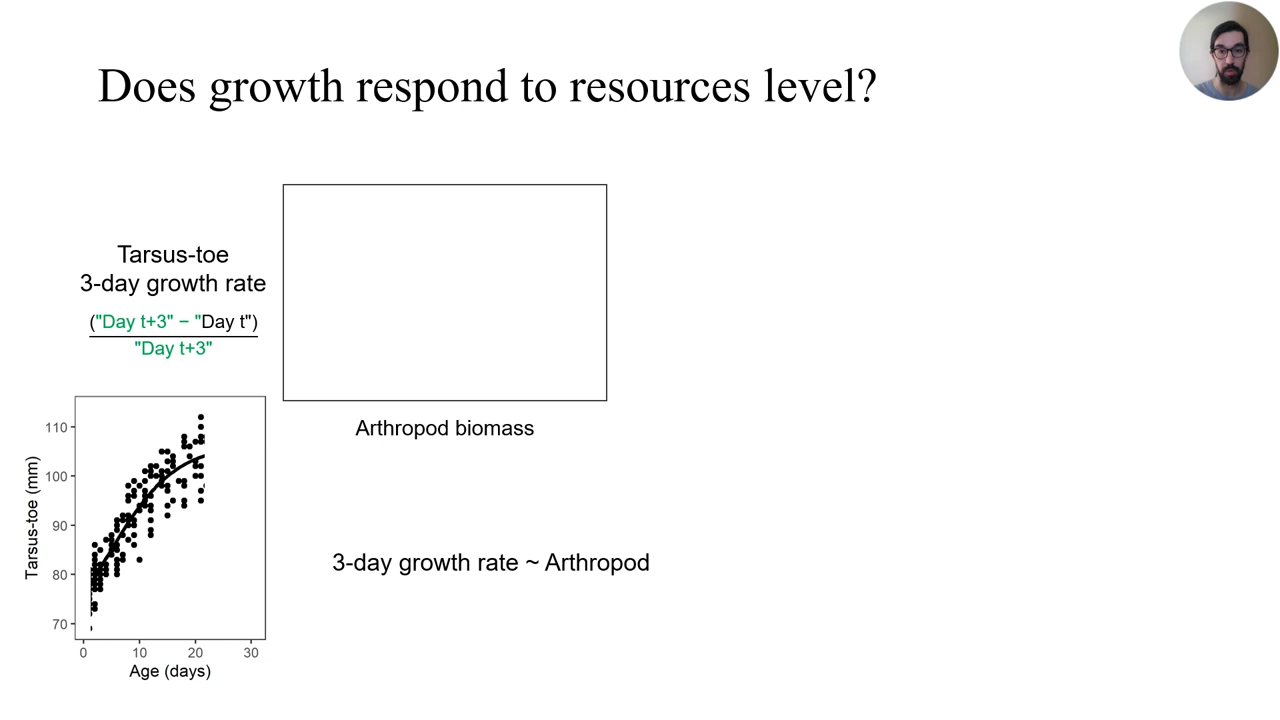 Does growth respond to resources level?
Tarsus-toe
3-day growth rate
("Day t+3" − "Day t")
"Day t+3"
Arthropod biomass
3-day growth rate ~ Arthropod
Tarsus-toe (mm)
110
100
90
80
70
0 10 20 30
Age (days)